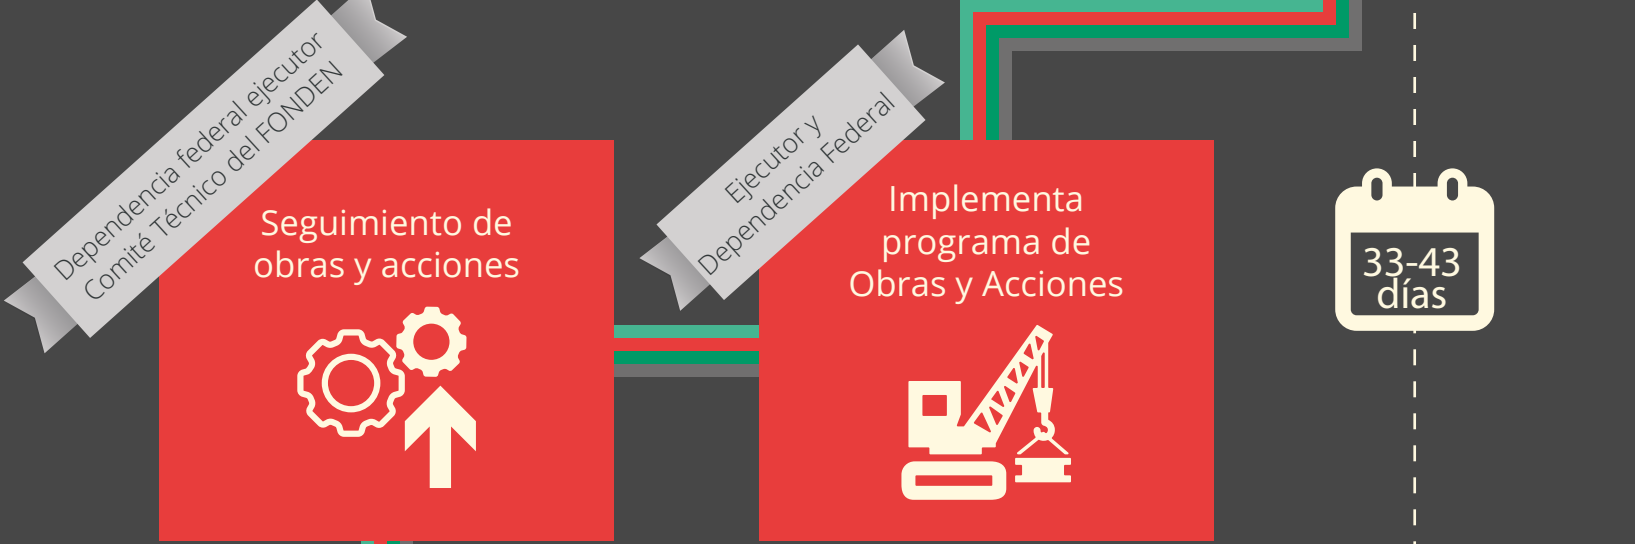 Dependencia federal ejecutor
Comité Técnico del FONDEN
Seguimiento de
obras y acciones
Ejecutor y
Dependencia Federal
Implementa
programa de
Obras y Acciones
33-43
días